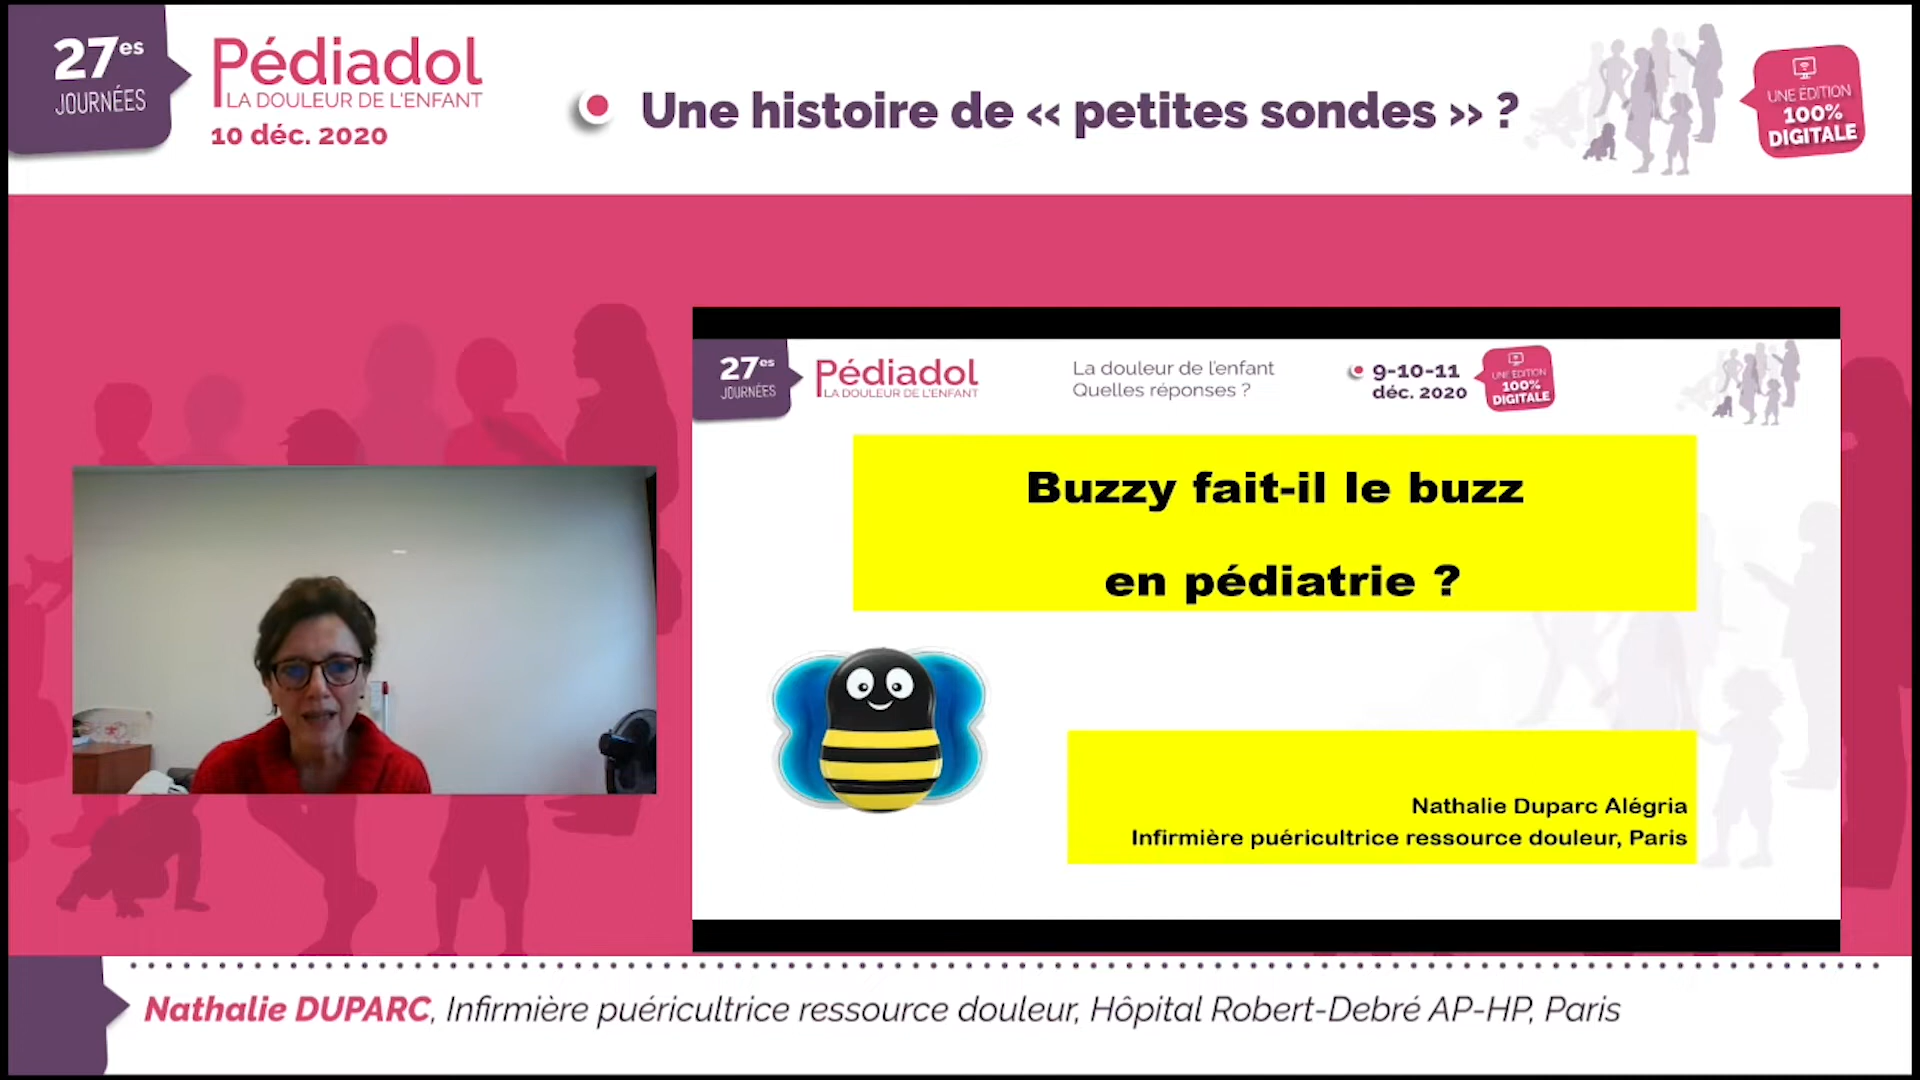 27es
JOURNÉES
Pédiadol
LA DOULEUR DE L'ENFANT
10 déc. 2020
Une histoire de « petites sondes » ?
UNE ÉDITION
100%
DIGITALE
27es
JOURNÉES
Pédiadol
LA DOULEUR DE L'ENFANT
La douleur de l'enfant
Quelles réponses ?
9-10-11
déc. 2020
UNE ÉDITION
100%
DIGITALE
Buzzy fait-il le buzz
en pédiatrie ?
Nathalie Duparc Alégria
Infirmière puéricultrice ressource douleur, Paris
Nathalie DUPARC, Infirmière puéricultrice ressource douleur, Hôpital Robert-Debré AP-HP, Paris